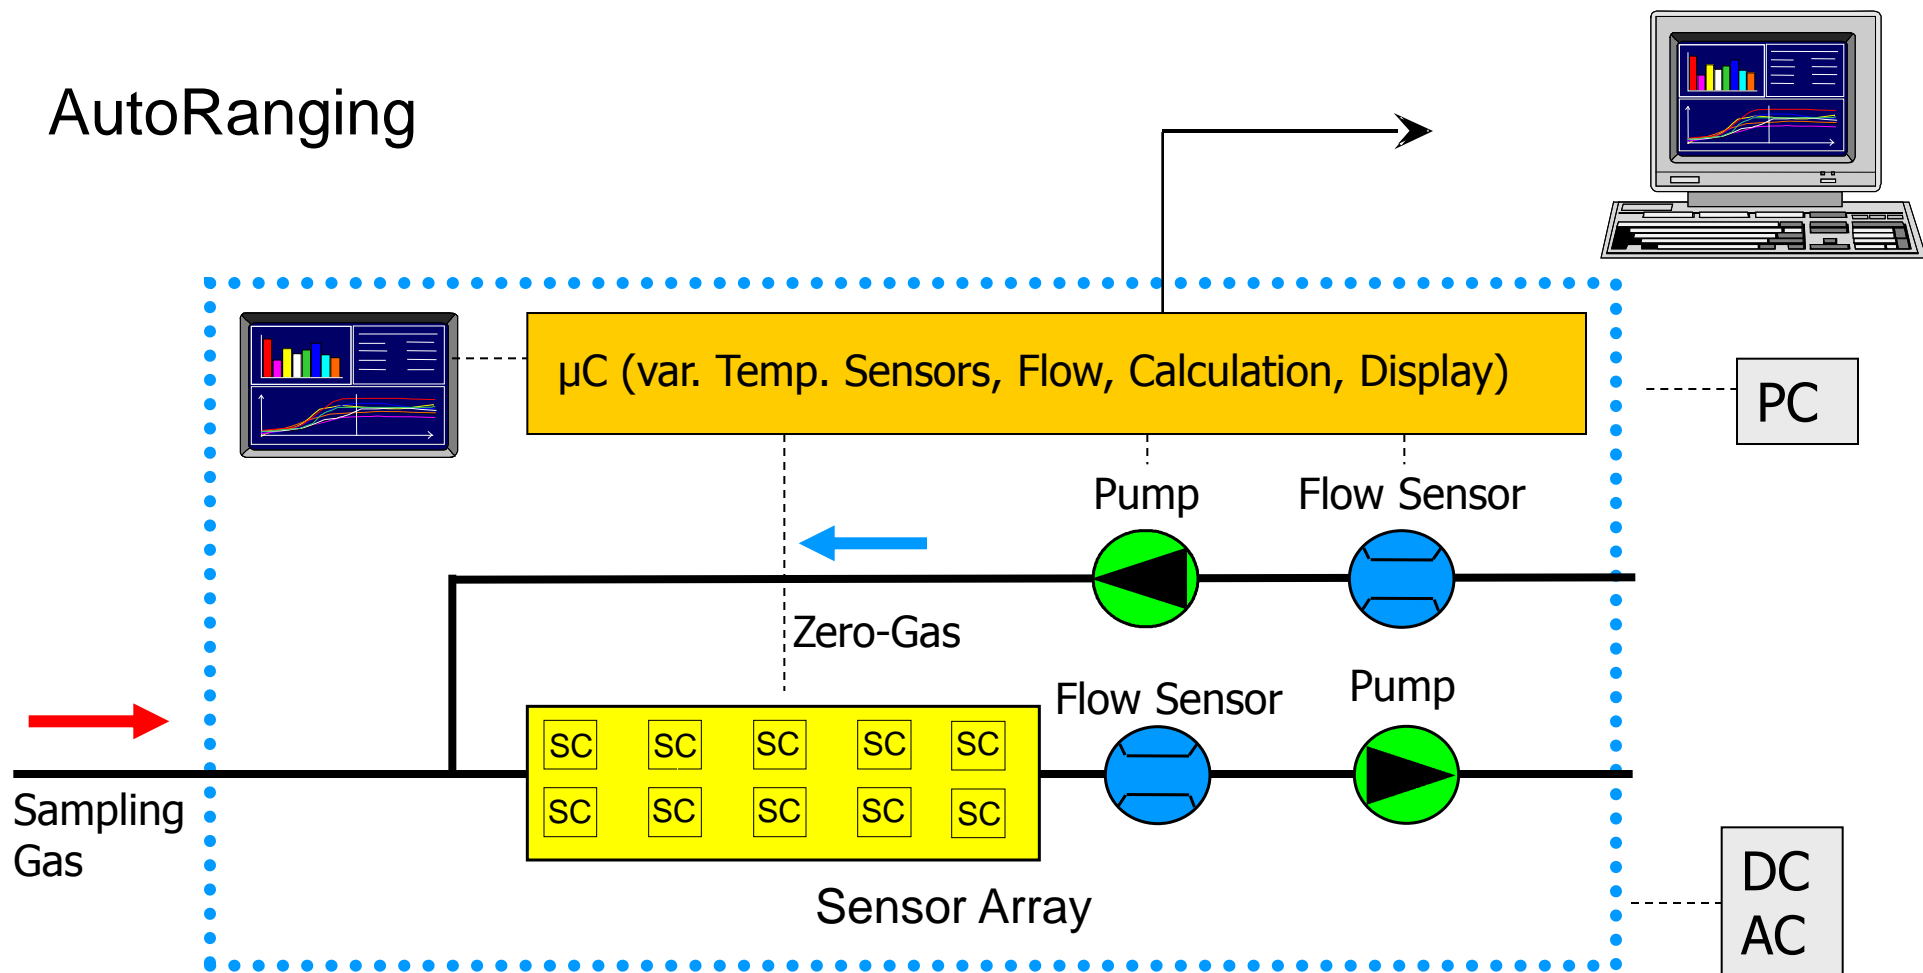 AutoRanging
µC (var. Temp. Sensors, Flow, Calculation, Display)
PC
Pump
Flow Sensor
Zero-Gas
Flow Sensor
Pump
SC SC SC SC SC
SC SC SC SC SC
Sampling
Gas
Sensor Array
DC
AC